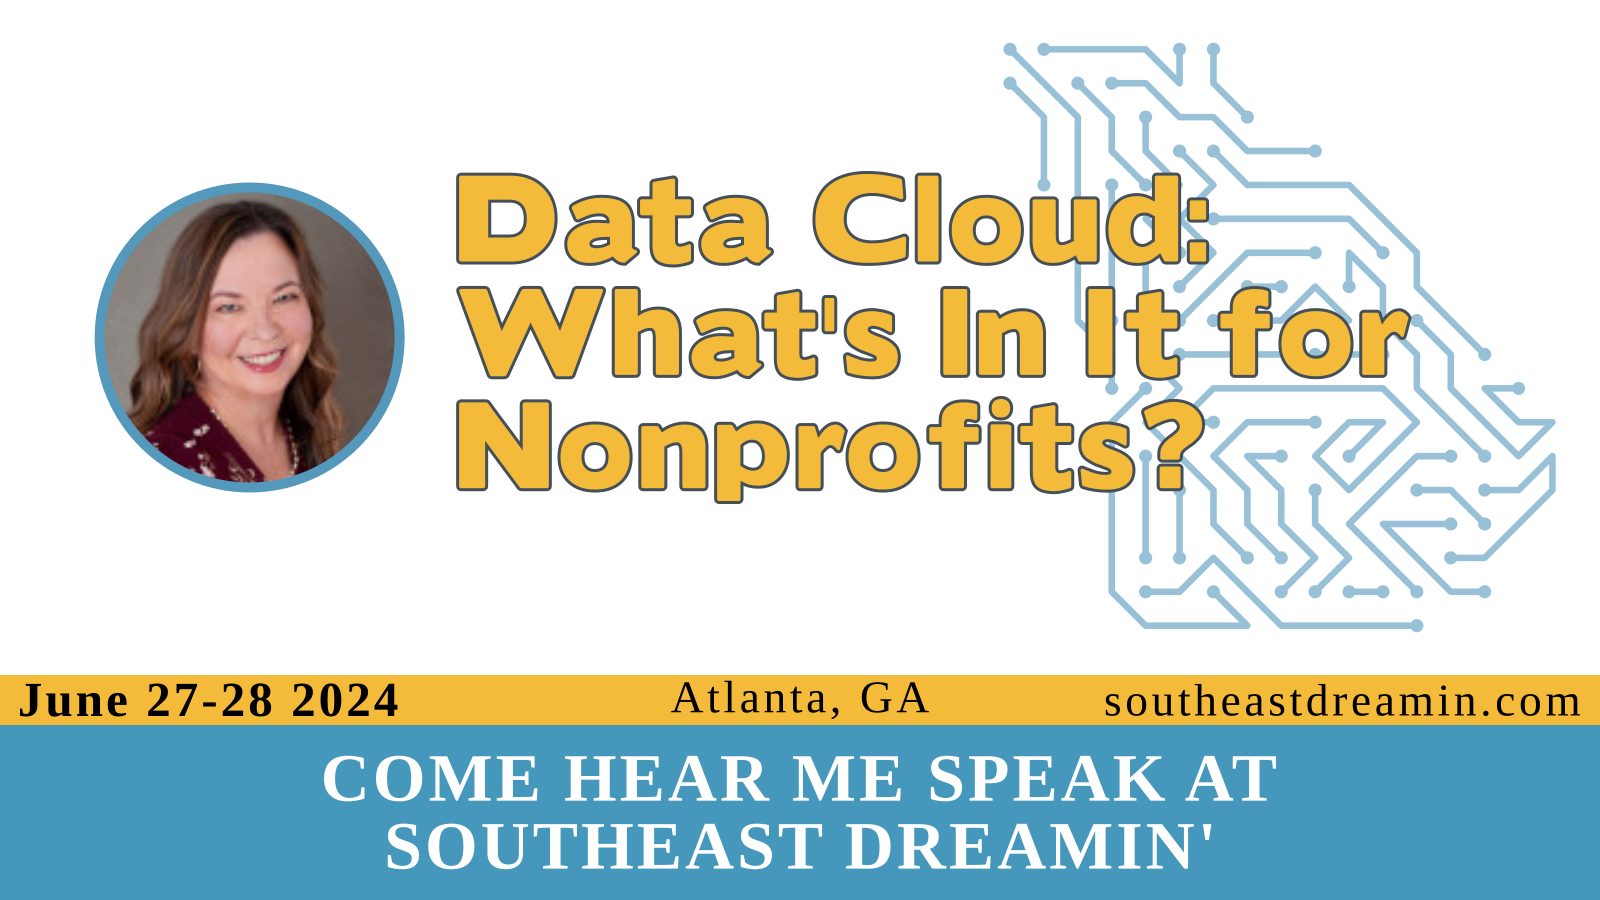 Data Cloud:
What's In It for
Nonprofits?
June 27-28 2024
Atlanta, GA
southeastdreamin.com
COME HEAR ME SPEAK AT
SOUTHEAST DREAMIN'